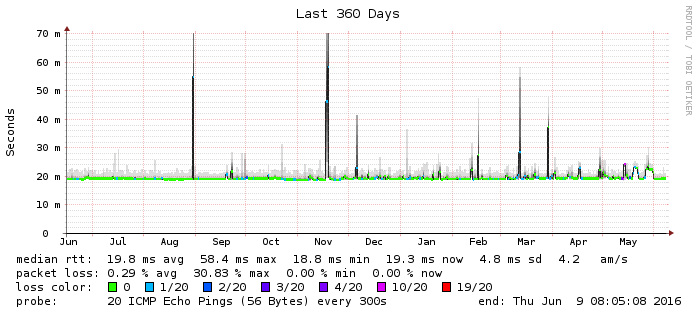 Last 360 Days
RRDTOOL / TOBI OETIKER
Seconds
70 m
60 m
50 m
40 m
30 m
20 m
10 m
0
Jun Jul Aug Sep Oct Nov Dec Jan Feb Mar Apr May
median rtt: 19.8 ms avg 58.4 ms max 18.8 ms min 19.3 ms now 4.8 ms sd 4.2 am/s
packet loss: 0.29 % avg 30.83 % max 0.00 % min 0.00 % now
loss color: 0 1/20 2/20 3/20 4/20 10/20 19/20
probe: 20 ICMP Echo Pings (56 Bytes) every 300s end: Thu Jun 9 08:05:08 2016